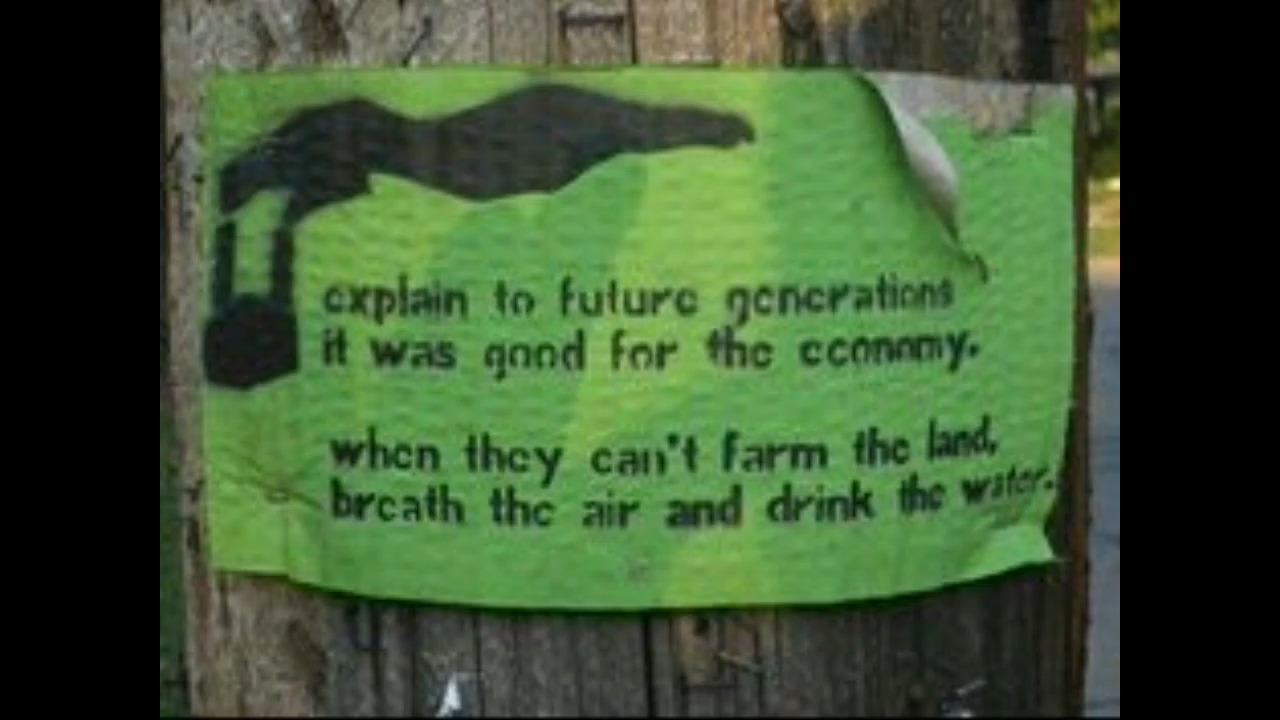 explain to future generations
it was good for the economy.
when they can't farm the land,
breath the air and drink the water.